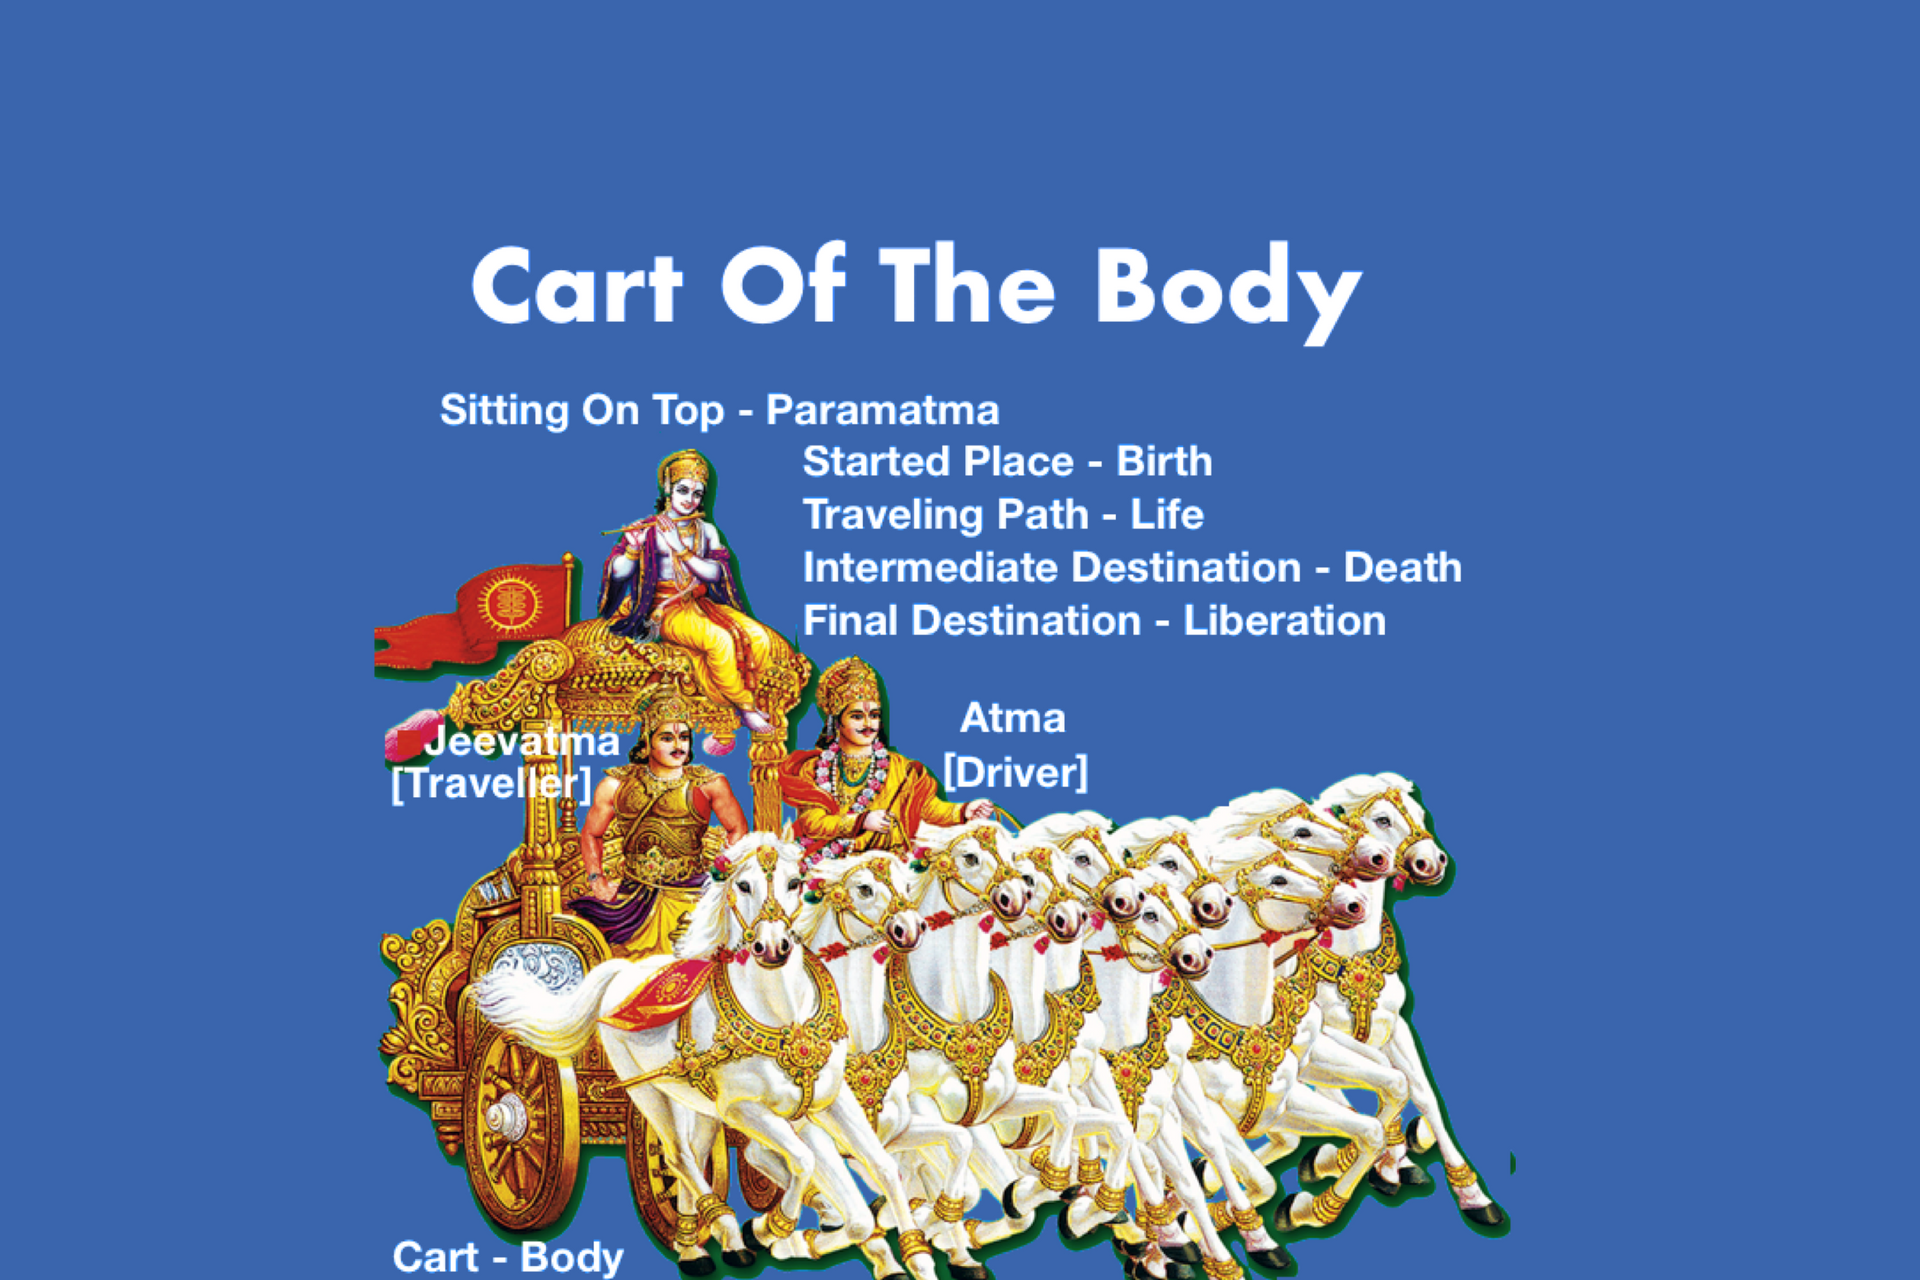 Cart Of The Body
Sitting On Top - Paramatma
Started Place - Birth
Traveling Path - Life
Intermediate Destination - Death
Final Destination - Liberation
Atma
[Driver]
Jeevatma
[Traveller]
Cart - Body